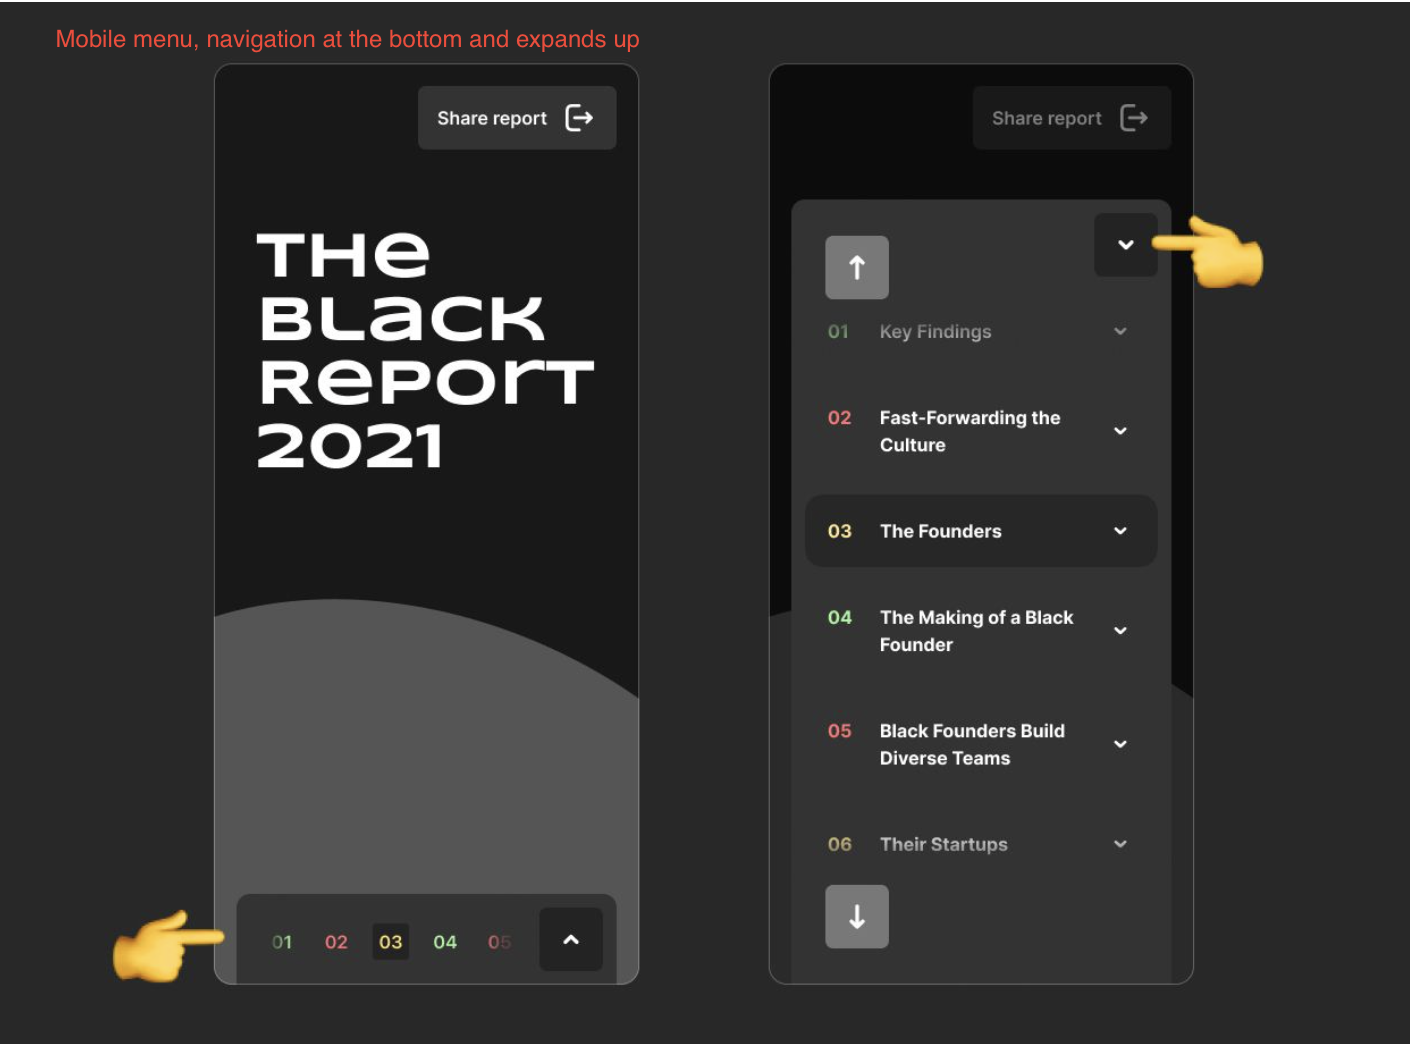 Mobile menu, navigation at the bottom and expands up
Share report
THe
BLaCK
RePOrT
2021
01 02 03 04 05
Share report
01 Key Findings
02 Fast-Forwarding the
Culture
03 The Founders
04 The Making of a Black
Founder
05 Black Founders Build
Diverse Teams
06 Their Startups